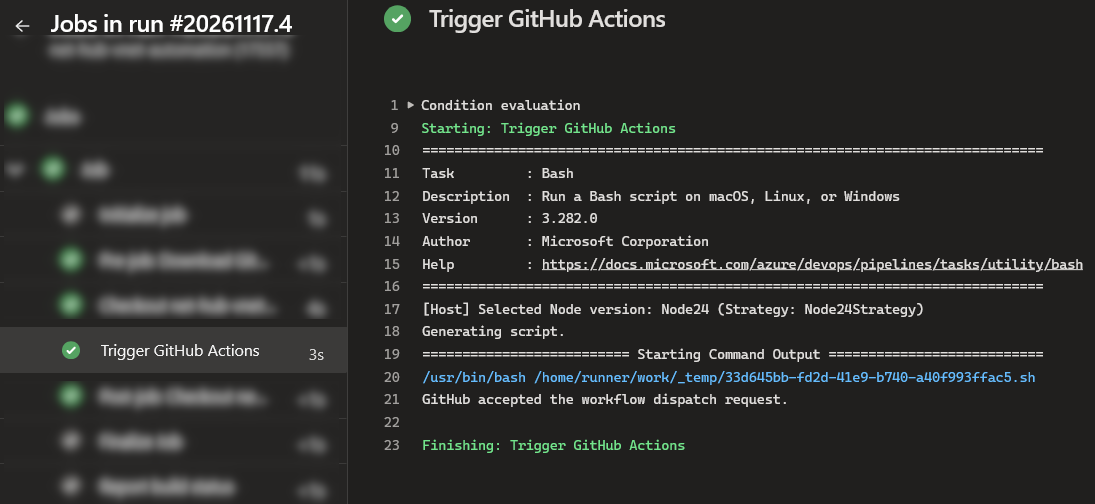 Jobs in run #20261117.4
Trigger GitHub Actions
3s
Trigger GitHub Actions
1 Condition evaluation
9 Starting: Trigger GitHub Actions
10 ==============================================================================
11 Task         : Bash
12 Description  : Run a Bash script on macOS, Linux, or Windows
13 Version      : 3.282.0
14 Author       : Microsoft Corporation
15 Help         : https://docs.microsoft.com/azure/devops/pipelines/tasks/utility/bash
16 ==============================================================================
17 [Host] Selected Node version: Node24 (Strategy: Node24Strategy)
18 Generating script.
19 ========================== Starting Command Output ===========================
20 /usr/bin/bash /home/runner/work/_temp/33d645bb-fd2d-41e9-b740-a40f993ffac5.sh
21 GitHub accepted the workflow dispatch request.
22
23 Finishing: Trigger GitHub Actions